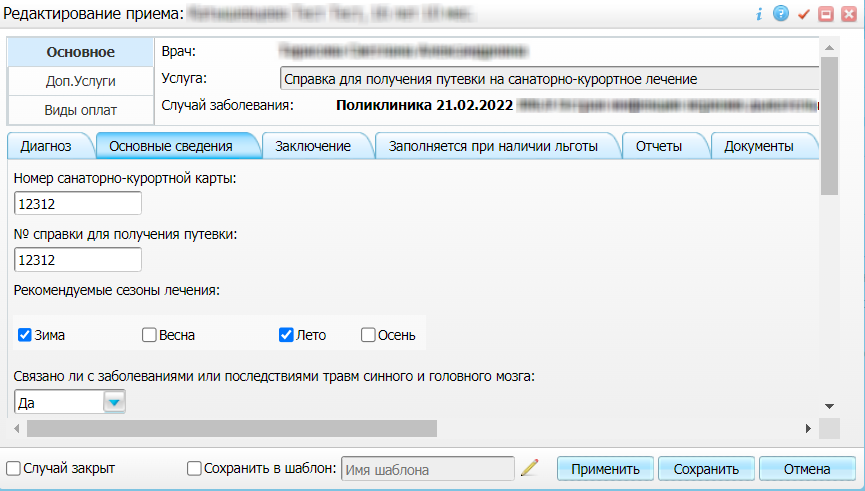 Редактирование приема:
Основное
Доп.Услуги
Виды оплат
Врач:
Услуга: Справка для получения путевки на санаторно-курортное лечение
Случай заболевания: Поликлиника 21.02.2022
Диагноз Основные сведения Заключение Заполняется при наличии льготы Отчеты Документы
Номер санаторно-курортной карты:
12312
№ справки для получения путевки:
12312
Рекомендуемые сезоны лечения:
Зима Весна Лето Осень
Связано ли с заболеваниями или последствиями травм синного и головного мозга:
Да
Случай закрыт Сохранить в шаблон: Имя шаблона Применить Сохранить Отмена